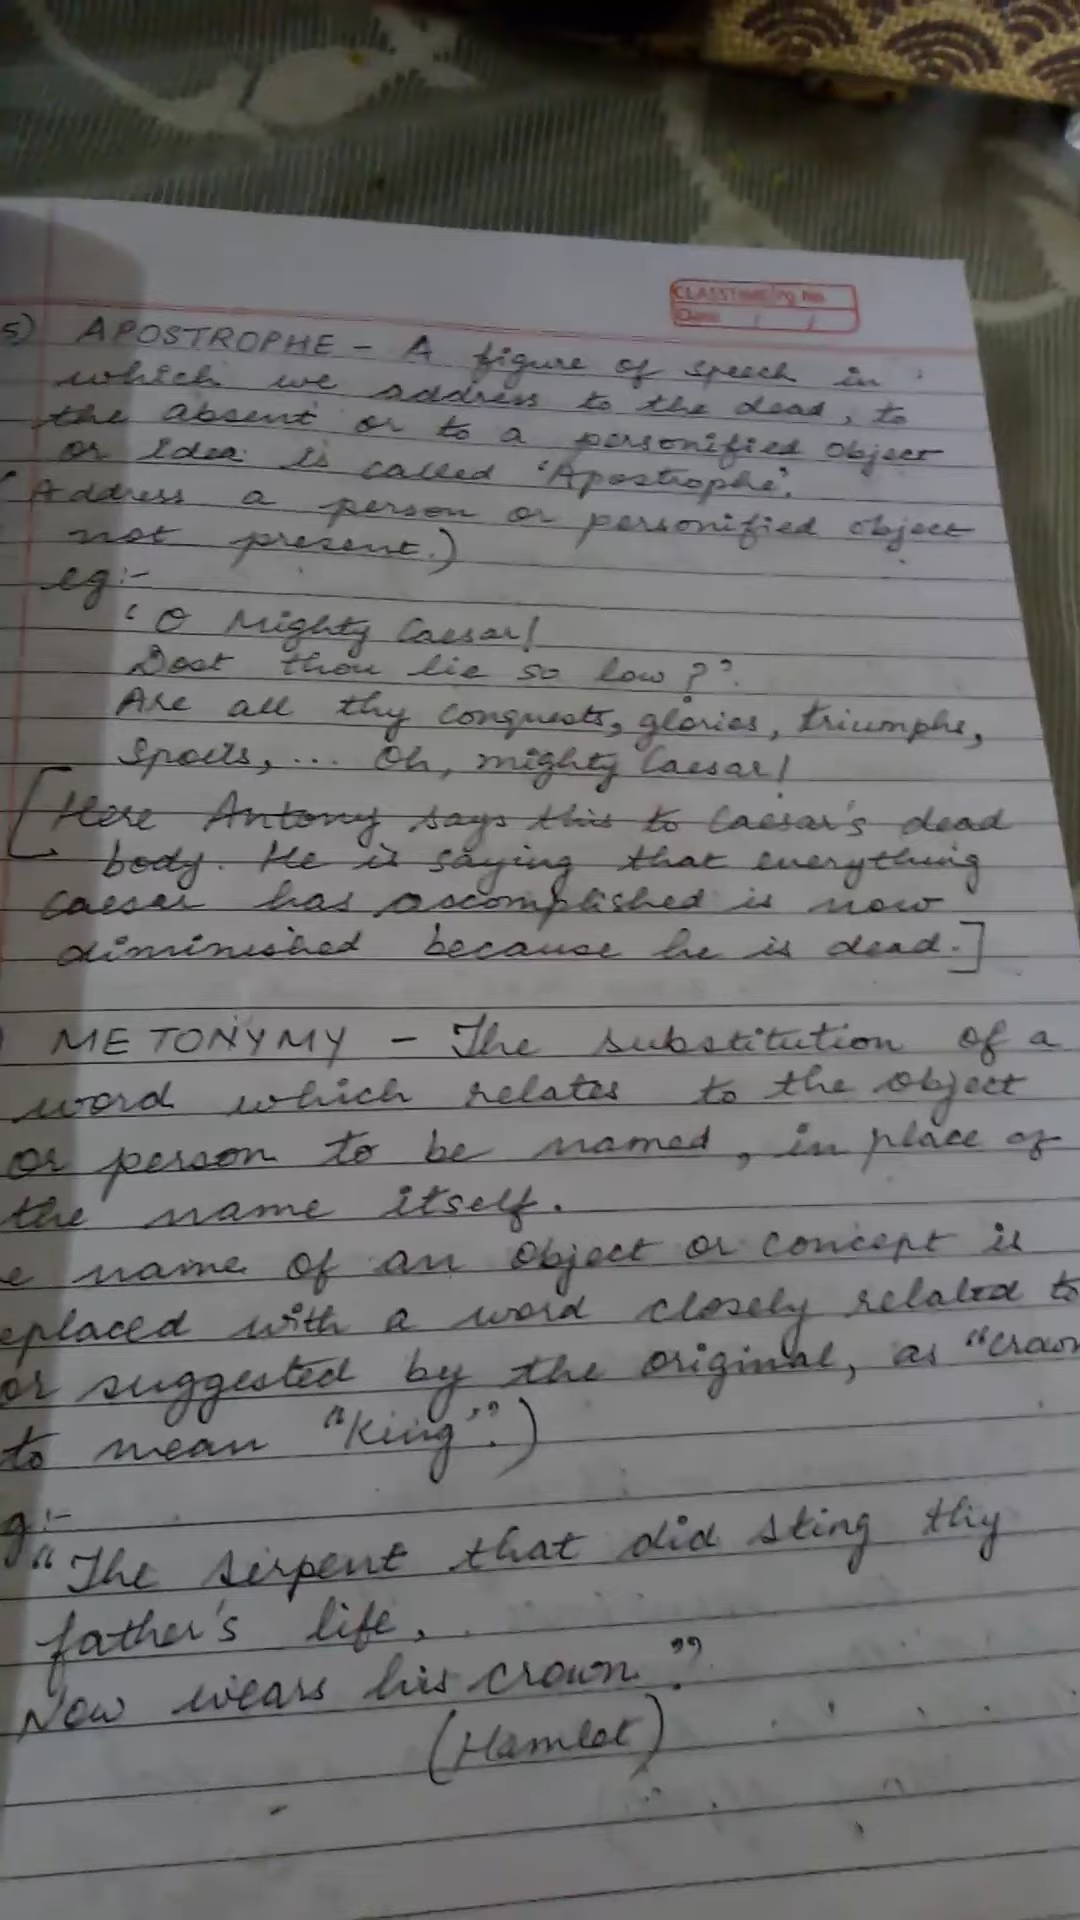 5) APOSTROPHE - A figure of speech in
which we address to the dead, to
the absent or to a personified object
or idea is called 'Apostrophe'.
(Address a person or personified object
not present.)
eg:-
'O Mighty Caesar!
Dost thou lie so low?'.
Are all thy conquests, glories, triumphs,
Spoils, ... Oh, mighty Caesar!
[Here Antony says this to Caesar's dead
body. He is saying that everything
Caesar has accomplished is now
diminished because he is dead.]
) METONYMY - The substitution of a
word which relates to the object
or person to be named, in place of
the name itself.
e name of an object or concept is
eplaced with a word closely related to
or suggested by the original, as "crown
to mean "King".)
g:-
"The serpent that did sting thy
father's life,
Now wears his crown."
(Hamlet)